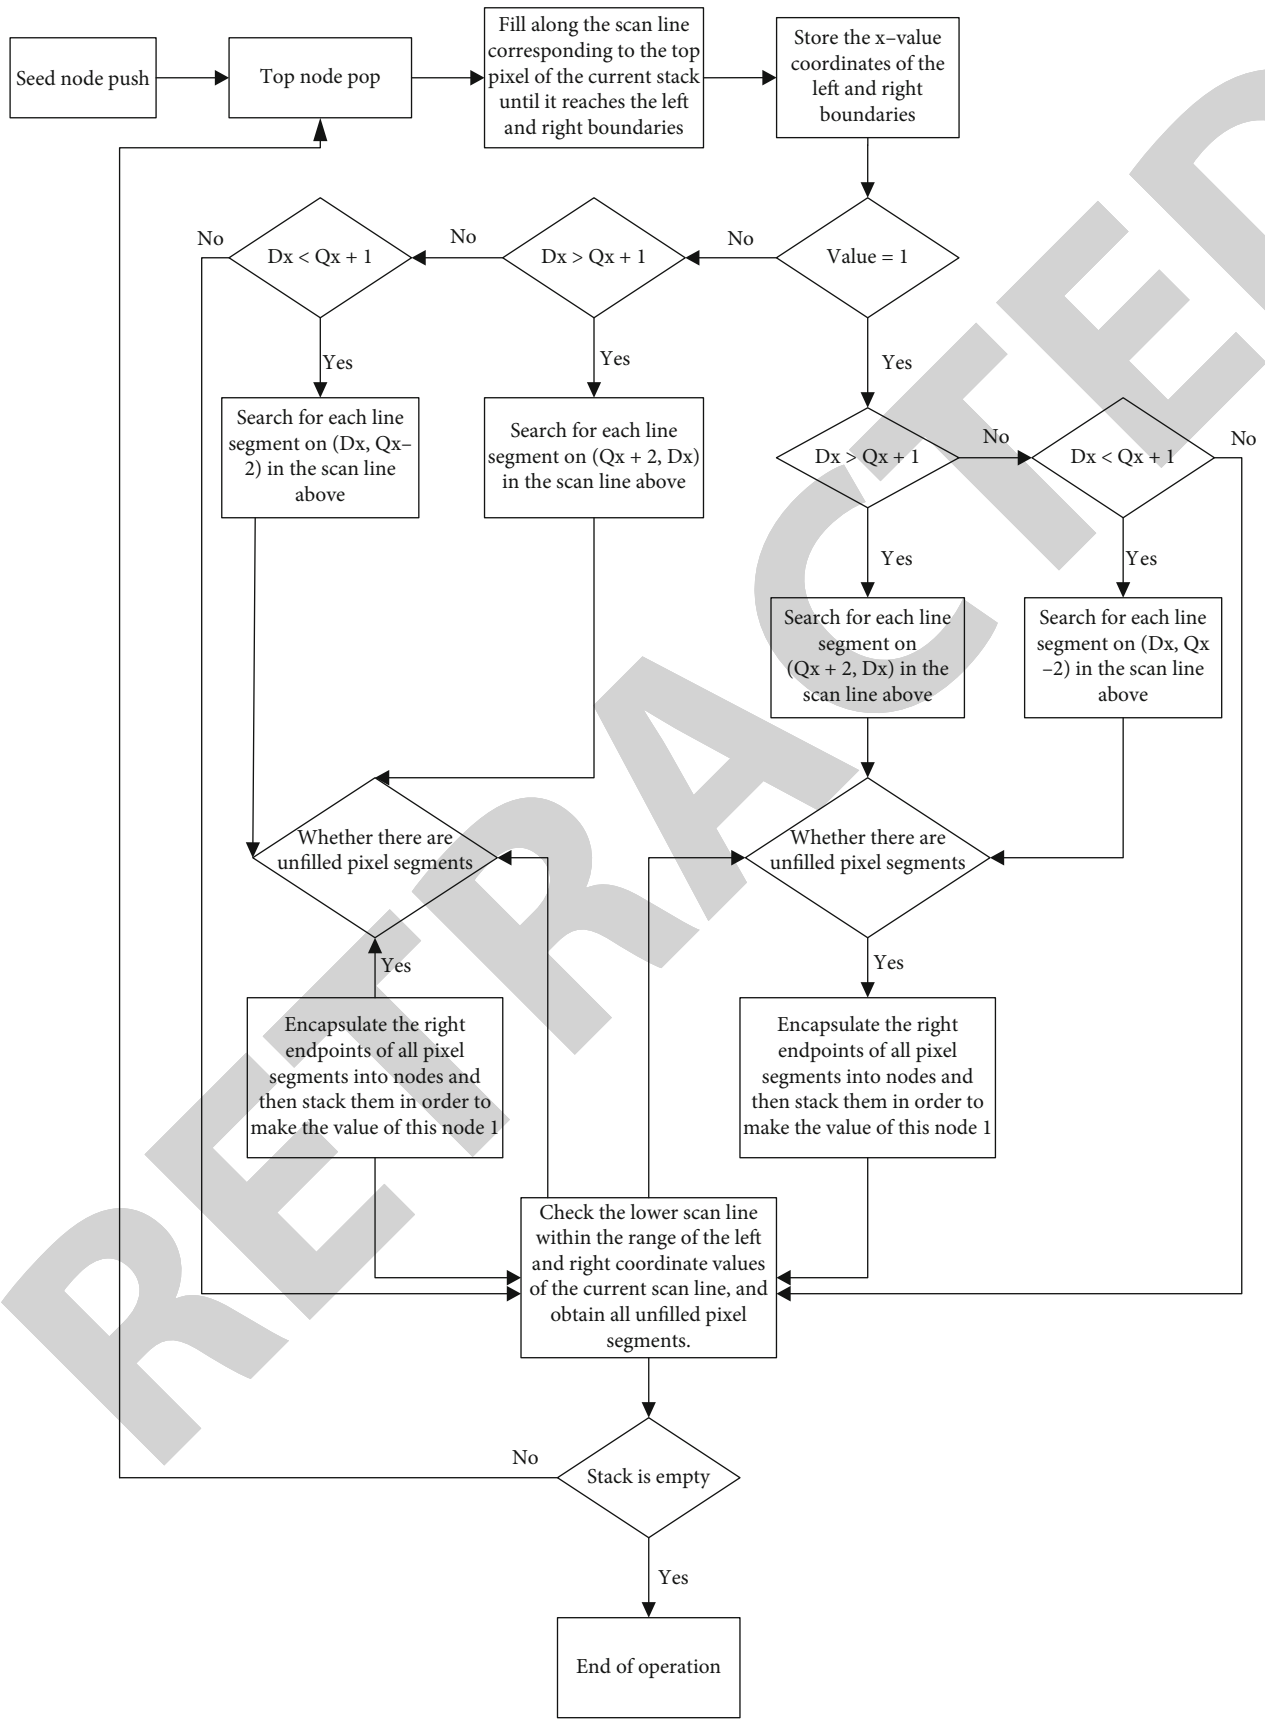 Seed node push
Top node pop
Fill along the scan line
corresponding to the top
pixel of the current stack
until it reaches the left
and right boundaries
Store the x–value
coordinates of the
left and right
boundaries
No
Dx < Qx + 1
No
Dx > Qx + 1
No
Value = 1
Yes
Yes
Yes
Search for each line
segment on (Dx, Qx–
2) in the scan line
above
Search for each line
segment on (Qx + 2, Dx)
in the scan line above
Dx > Qx + 1
No
Dx < Qx + 1
No
Yes
Yes
Search for each line
segment on
(Qx + 2, Dx) in the
scan line above
Search for each line
segment on (Dx, Qx
–2) in the scan line
above
Whether there are
unfilled pixel segments
Whether there are
unfilled pixel segments
Yes
Yes
Encapsulate the right
endpoints of all pixel
segments into nodes and
then stack them in order to
make the value of this node 1
Encapsulate the right
endpoints of all pixel
segments into nodes and
then stack them in order to
make the value of this node 1
Check the lower scan line
within the range of the left
and right coordinate values
of the current scan line, and
obtain all unfilled pixel
segments.
No
Stack is empty
Yes
End of operation
RETRACTED